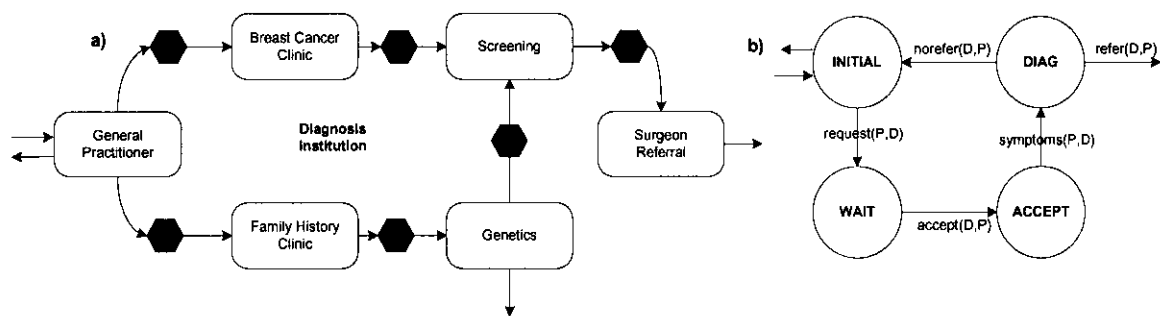 a)
Breast Cancer
Clinic
Screening
General
Practitioner
Diagnosis
Institution
Surgeon
Referral
Family History
Clinic
Genetics
b)
INITIAL
norefer(D,P)
DIAG
refer(D,P)
request(P,D)
symptoms(P,D)
WAIT
accept(D,P)
ACCEPT